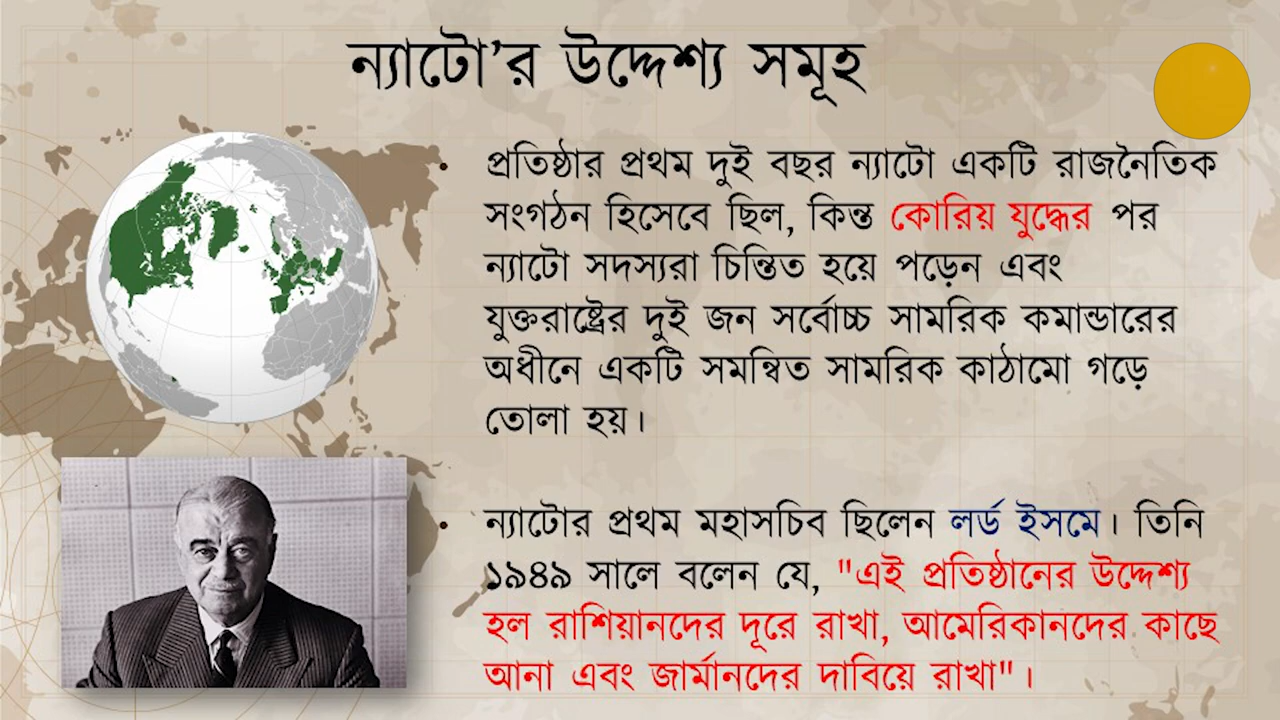 ন্যাটো’র উদ্দেশ্য সমূহ
• প্রতিষ্ঠার প্রথম দুই বছর ন্যাটো একটি রাজনৈতিক
সংগঠন হিসেবে ছিল, কিন্ত কোরিয় যুদ্ধের পর
ন্যাটো সদস্যরা চিন্তিত হয়ে পড়েন এবং
যুক্তরাষ্ট্রের দুই জন সর্বোচ্চ সামরিক কমান্ডারের
অধীনে একটি সমন্বিত সামরিক কাঠামো গড়ে
তোলা হয়।
• ন্যাটোর প্রথম মহাসচিব ছিলেন লর্ড ইসমে। তিনি
১৯৪৯ সালে বলেন যে, "এই প্রতিষ্ঠানের উদ্দেশ্য
হল রাশিয়ানদের দূরে রাখা, আমেরিকানদের কাছে
আনা এবং জার্মানদের দাবিয়ে রাখা"।